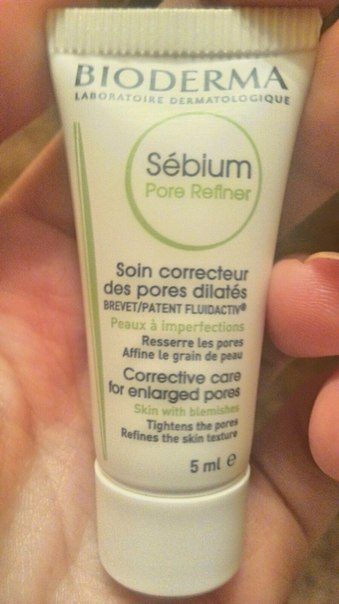 BIODERMA
LABORATOIRE DERMATOLOGIQUE
Sébium
Pore Refiner
Soin correcteur
des pores dilatés
BREVET/PATENT FLUIDACTIV®
Peaux à imperfections
Resserre les pores
Affine le grain de peau
Corrective care
for enlarged pores
Skin with blemishes
Tightens the pores
Refines the skin texture
5 ml ℮